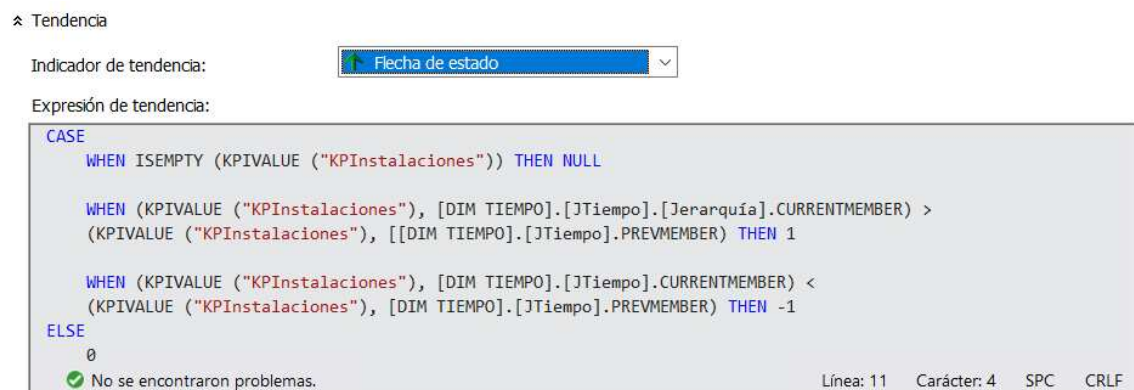 Tendencia
Indicador de tendencia: Flecha de estado
Expresión de tendencia:
CASE
WHEN ISEMPTY (KPIVALUE ("KPInstalaciones")) THEN NULL
WHEN (KPIVALUE ("KPInstalaciones"), [DIM TIEMPO].[JTiempo].[Jerarquía].CURRENTMEMBER) >
(KPIVALUE ("KPInstalaciones"), [[DIM TIEMPO].[JTiempo].PREVMEMBER) THEN 1
WHEN (KPIVALUE ("KPInstalaciones"), [DIM TIEMPO].[JTiempo].CURRENTMEMBER) <
(KPIVALUE ("KPInstalaciones"), [DIM TIEMPO].[JTiempo].PREVMEMBER) THEN -1
ELSE
0
No se encontraron problemas. Línea: 11 Carácter: 4 SPC CRLF